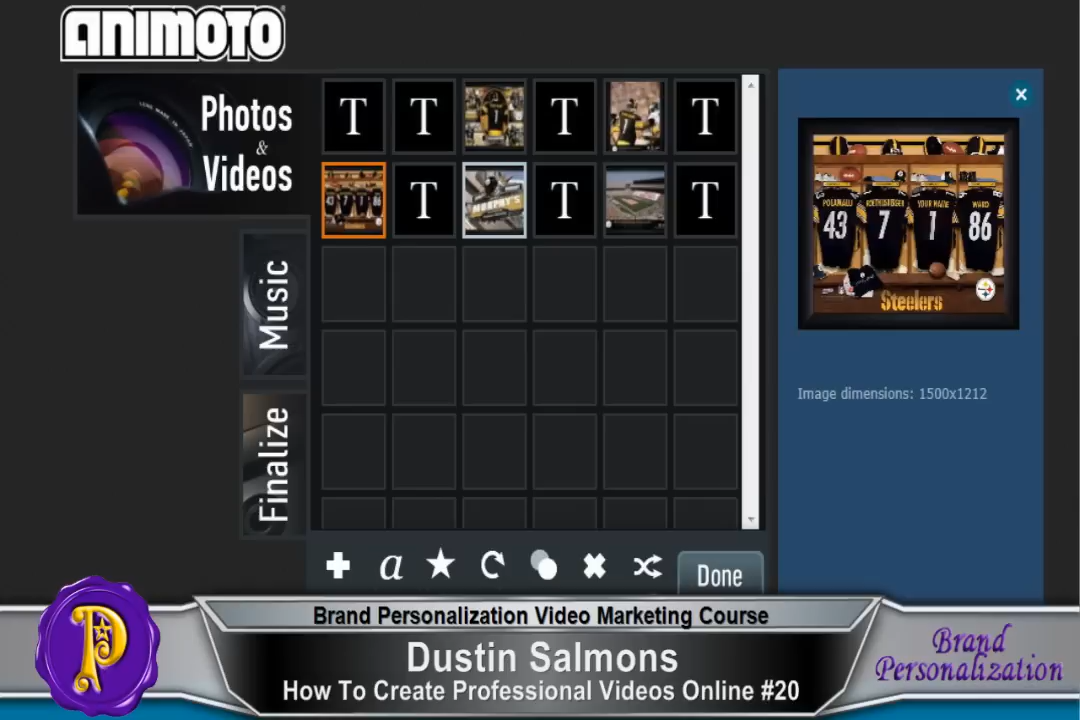 ANIMOTO
Photos
&
Videos
T T T T
T T T
MURPHY'S
Music
Finalize
a
Done
POLAMALU
43
7
YOUR NAME
1
WARD
86
Steelers
Image dimensions: 1500x1212
Brand Personalization Video Marketing Course
Dustin Salmons
How To Create Professional Videos Online #20
P
Brand
Personalization